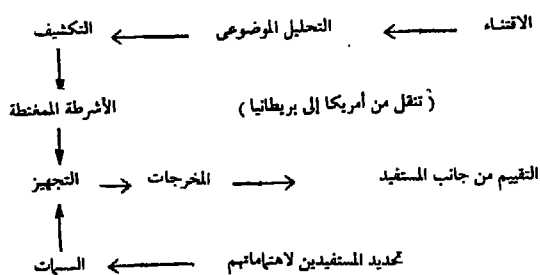 الاقتناء التحليل الموضوعى التكشيف
(تنقل من أمريكا إلى بريطانيا) الأشرطة الممغنطة
التقييم من جانب المستفيد المخرجات التجهيز
تحديد المستفيدين لاهتماماتهم السمات